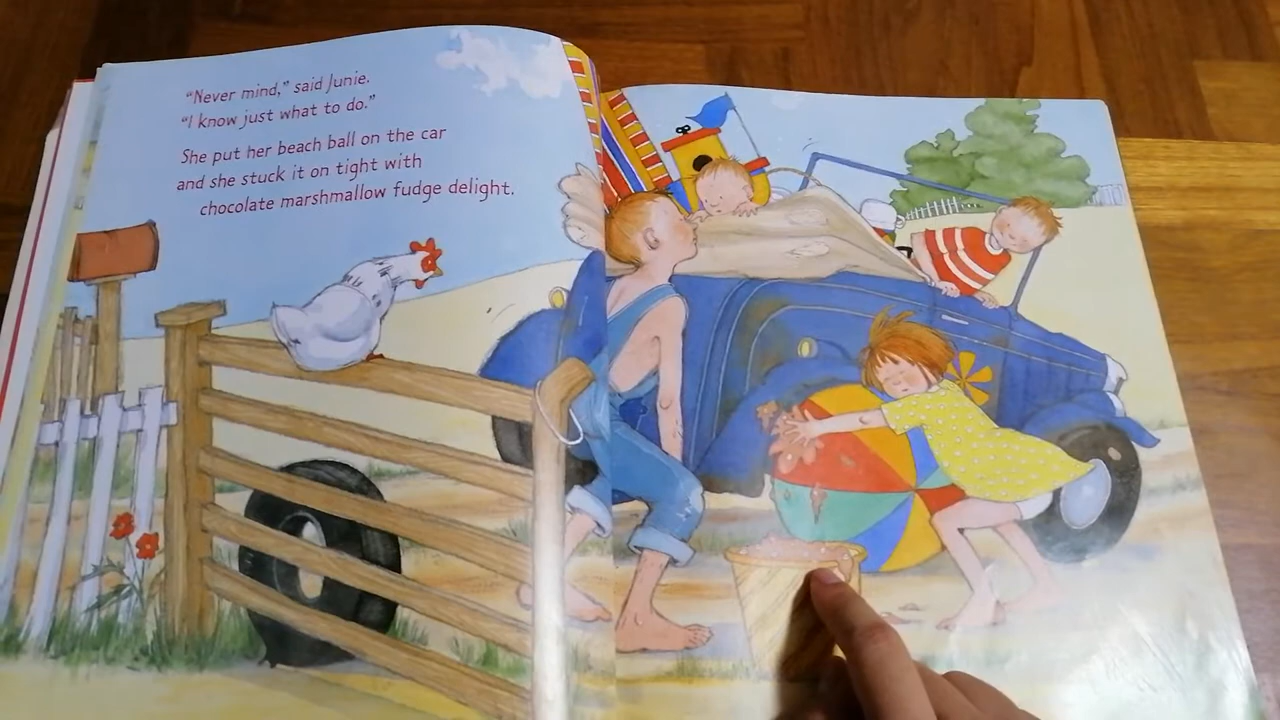 “Never mind,” said Junie.
“I know just what to do.”
She put her beach ball on the car
and she stuck it on tight with
chocolate marshmallow fudge delight.